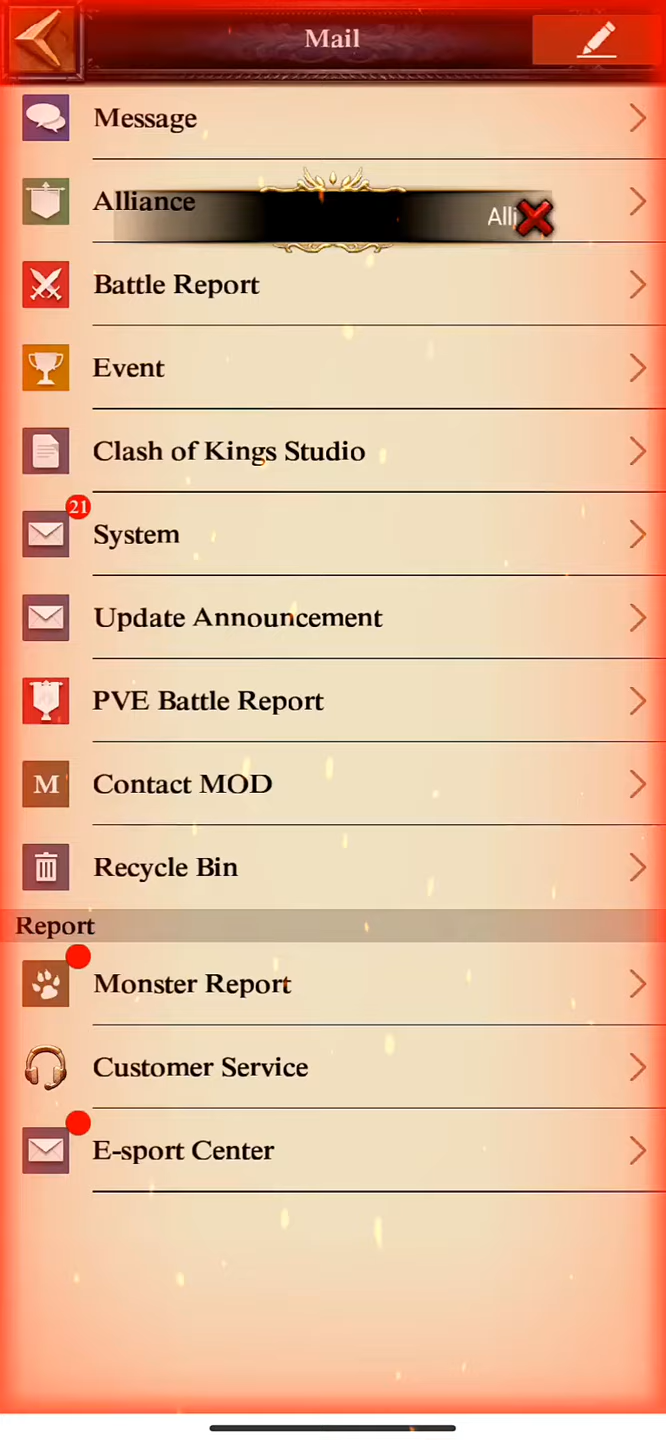 Mail
Message
Alliance
Alli
Battle Report
Event
Clash of Kings Studio
21
System
Update Announcement
PVE Battle Report
M
Contact MOD
Recycle Bin
Report
Monster Report
Customer Service
E-sport Center